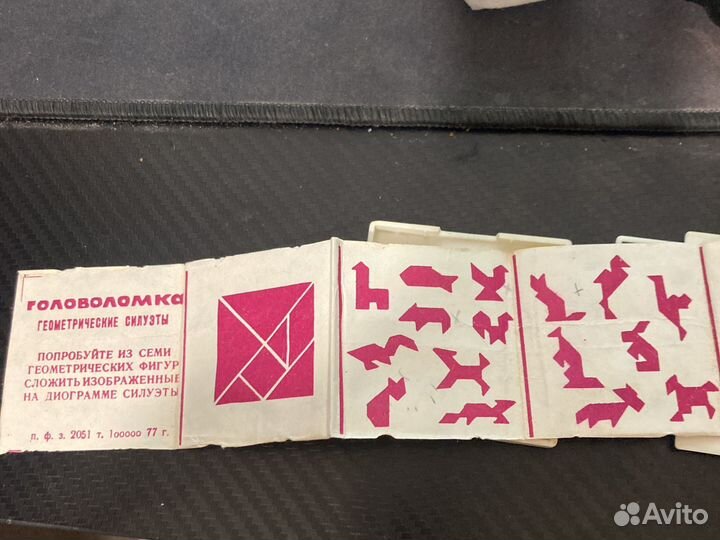 головоломка
ГЕОМЕТРИЧЕСКИЕ СИЛУЭТЫ
ПОПРОБУЙТЕ ИЗ СЕМИ
ГЕОМЕТРИЧЕСКИХ ФИГУР
СЛОЖИТЬ ИЗОБРАЖЕННЫЕ
НА ДИОГРАММЕ СИЛУЭТЫ
п. ф. з. 2051 т. 100000 77 г.
Avito